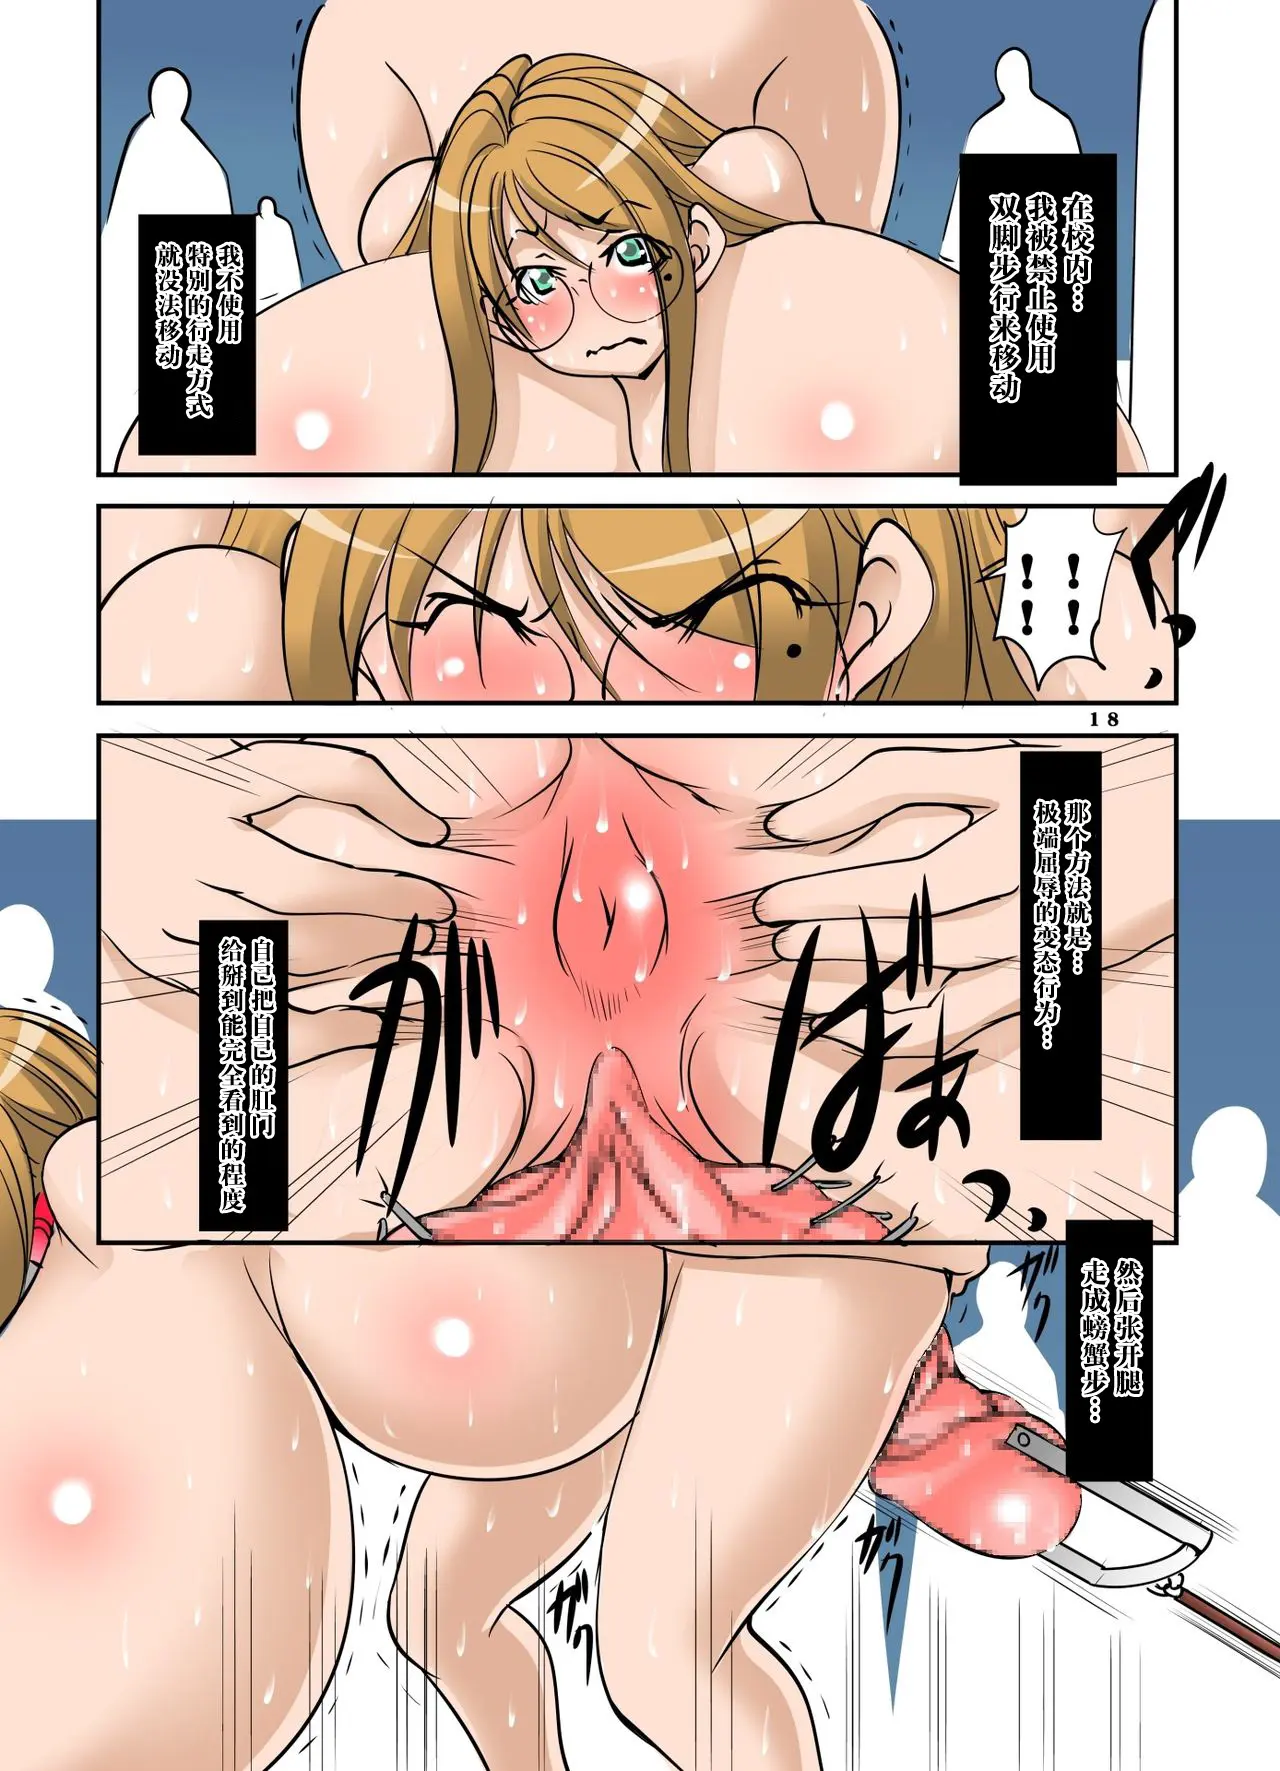 在校内…
我被禁止使用
双脚步行来移动
我不使用
特别的行走方式
就没法移动
！！
！！
18
那个方法就是…
极端屈辱的变态行为…
ばぁっ
がばぁ
自己把自己的肛门
给掰到能完全看到的程度
然后张开腿
走成螃蟹步…
ガク
ガク
ガク